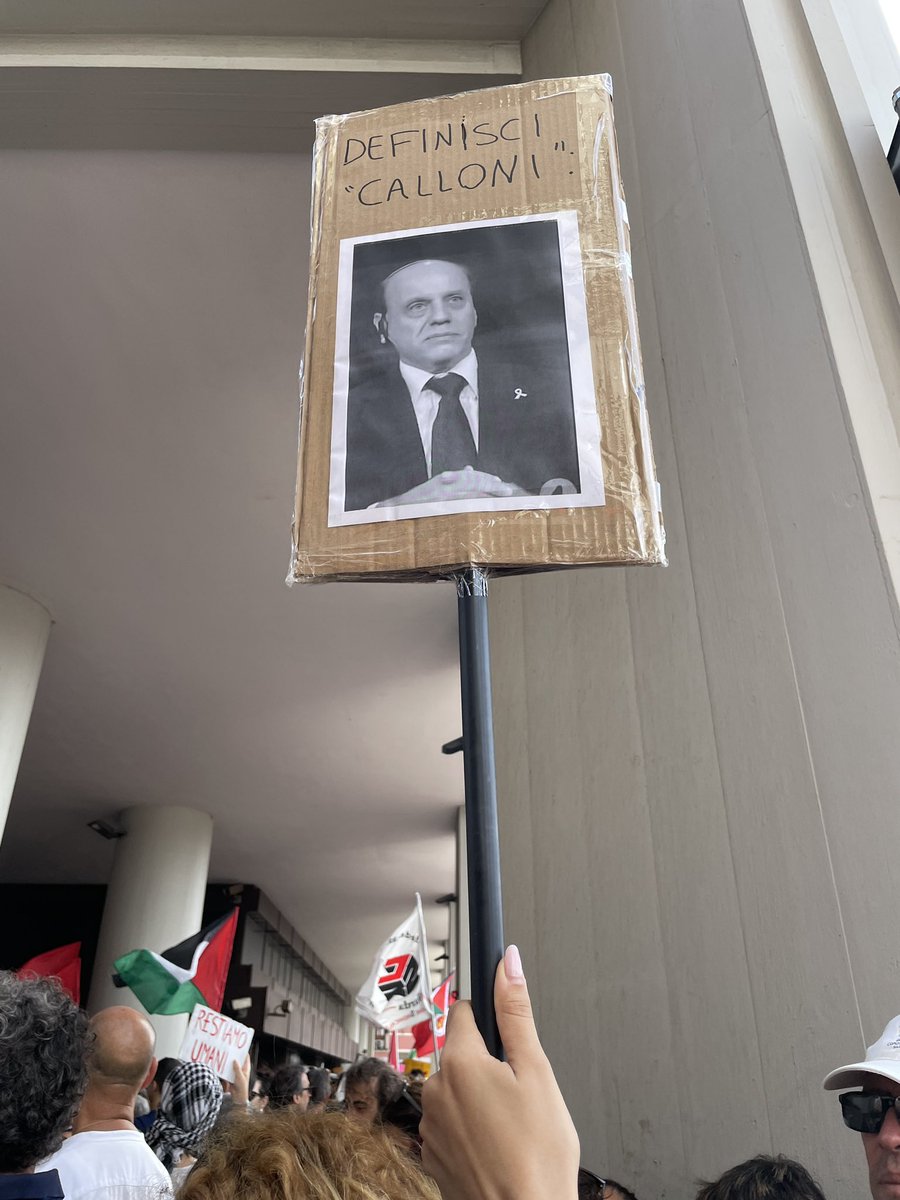 DEFINISCI
"CALLONI":
RESTIAMO
UMANI